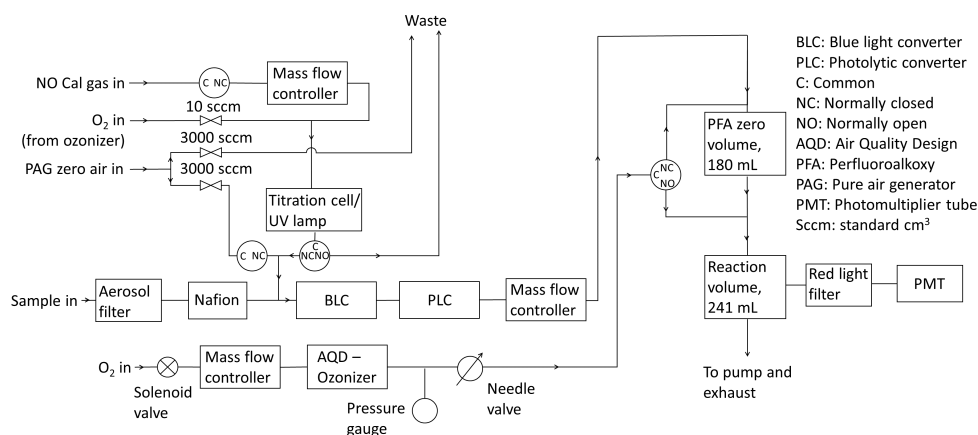 Waste
NO Cal gas in
C NC
Mass flow
controller
10 sccm
O₂ in
(from ozonizer)
3000 sccm
PAG zero air in
3000 sccm
Titration cell/
UV lamp
C NC
C
NCNO
Sample in
Aerosol
filter
Nafion
BLC
PLC
Mass flow
controller
O₂ in
Solenoid
valve
Mass flow
controller
AQD –
Ozonizer
Pressure
gauge
Needle
valve
C NC
NO
PFA zero
volume,
180 mL
Reaction
volume,
241 mL
Red light
filter
PMT
To pump and
exhaust
BLC: Blue light converter
PLC: Photolytic converter
C: Common
NC: Normally closed
NO: Normally open
AQD: Air Quality Design
PFA: Perfluoroalkoxy
PAG: Pure air generator
PMT: Photomultiplier tube
Sccm: standard cm³